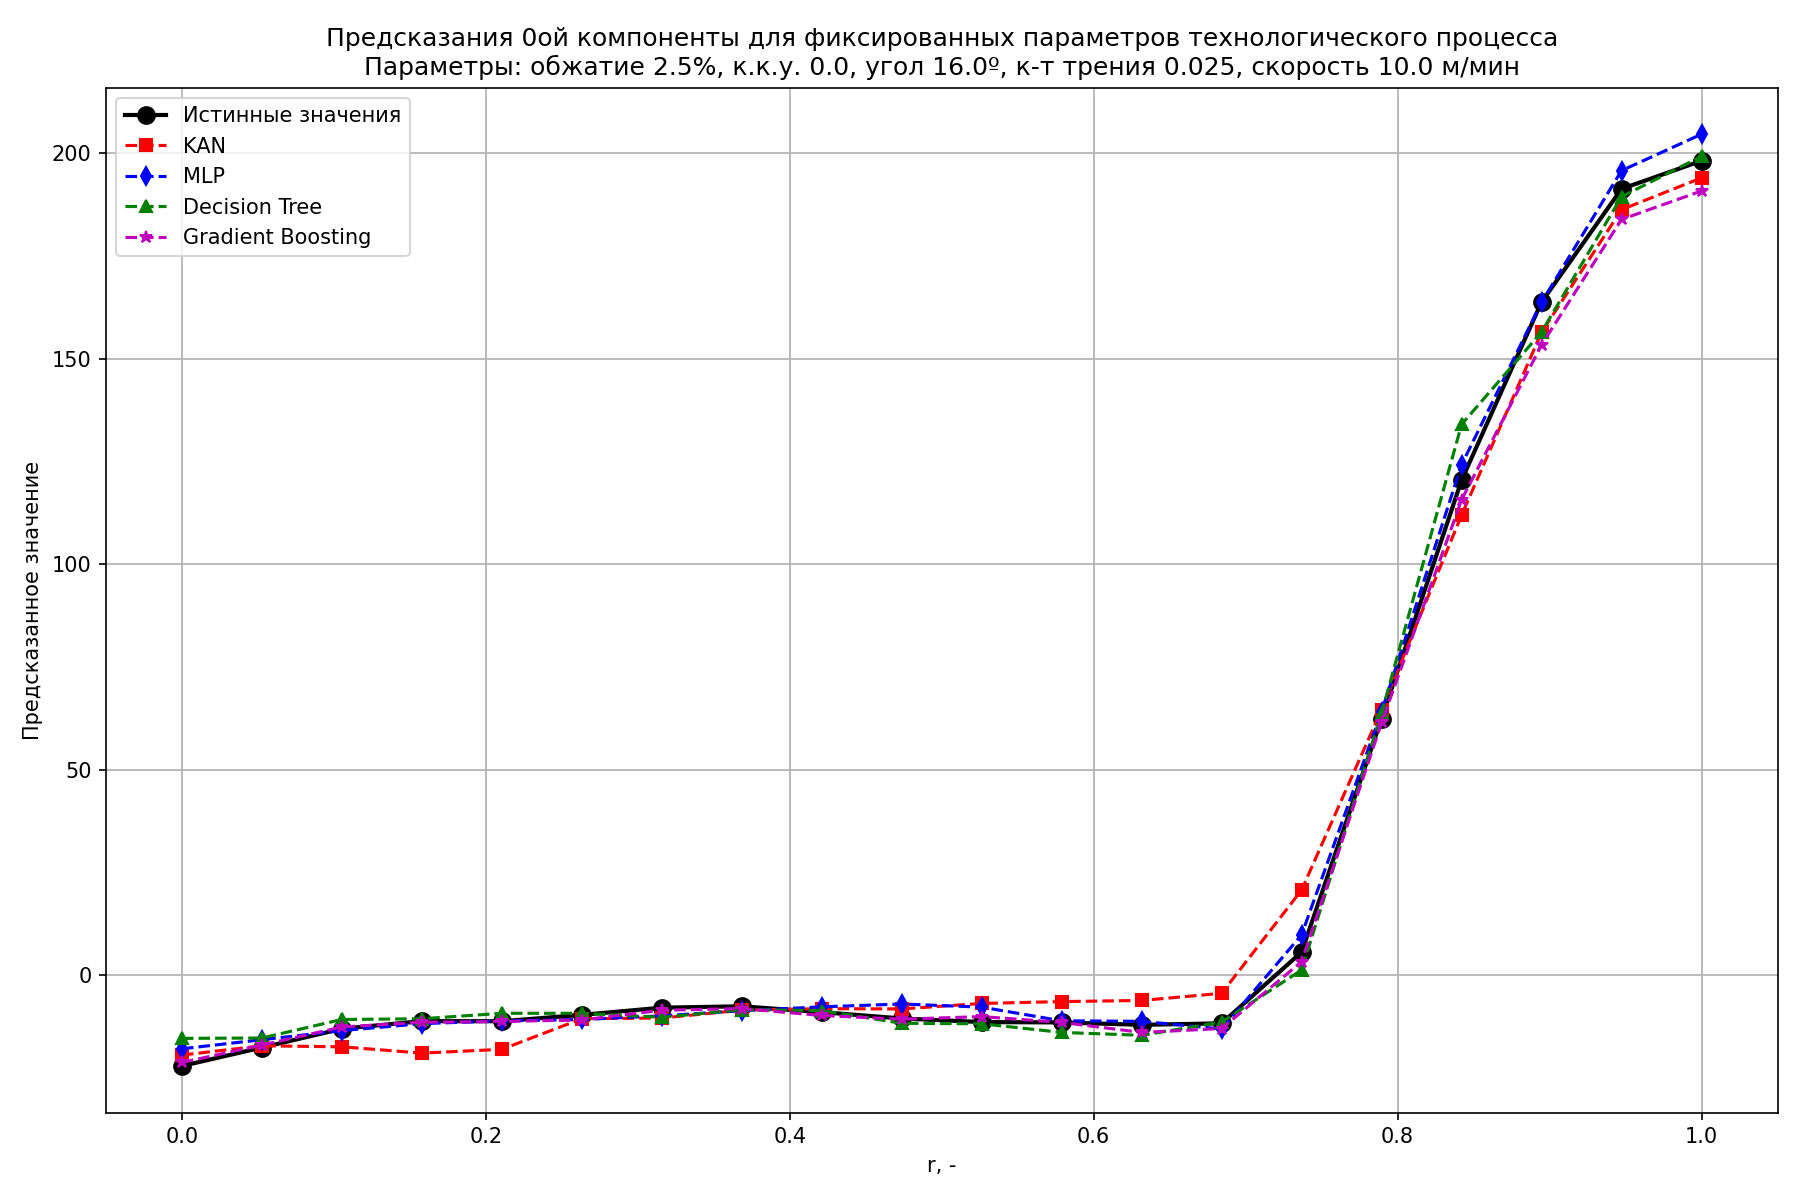 Предсказания 0ой компоненты для фиксированных параметров технологического процесса
Параметры: обжатие 2.5%, к.к.у. 0.0, угол 16.0º, к-т трения 0.025, скорость 10.0 м/мин
Истинные значения
KAN
MLP
Decision Tree
Gradient Boosting
Предсказанное значение
200
150
100
50
0
0.0
0.2
0.4
0.6
0.8
1.0
r, -